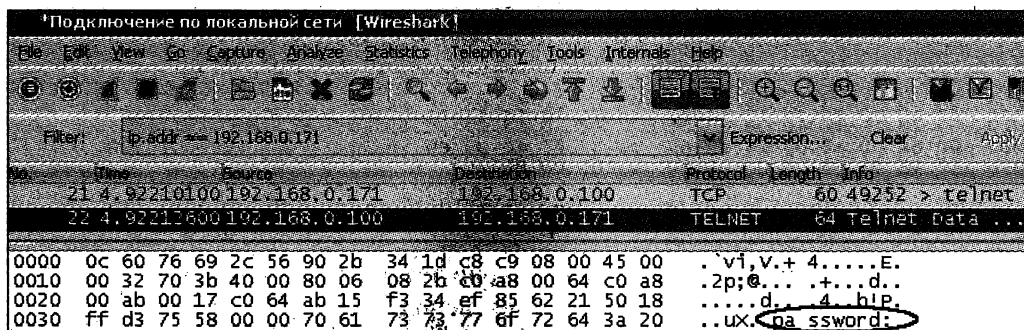 *Подключение по локальной сети [Wireshark]
File Edit View Go Capture Analyze Statistics Telephony Tools Internals Help
Filter: ip.addr == 192.168.0.171 Expression... Clear Apply
No. Time Source Destination Protocol Length Info
21 4.92210100 192.168.0.171 192.168.0.100 TCP 60 49252 > telnet
22 4.92212600 192.168.0.100 192.168.0.171 TELNET 64 Telnet Data ...
0000 0c 60 76 69 2c 56 90 2b 34 1d c8 c9 08 00 45 00 .`vi,V.+ 4.....E.
0010 00 32 70 3b 40 00 80 06 08 2b c0 a8 00 64 c0 a8 .2p;@... .+...d..
0020 00 ab 00 17 c0 64 ab 15 f3 34 ef 85 62 21 50 18 .....d.. .4..b!P.
0030 ff d3 75 58 00 00 70 61 73 73 77 6f 72 64 3a 20 ..uX..pa ssword: